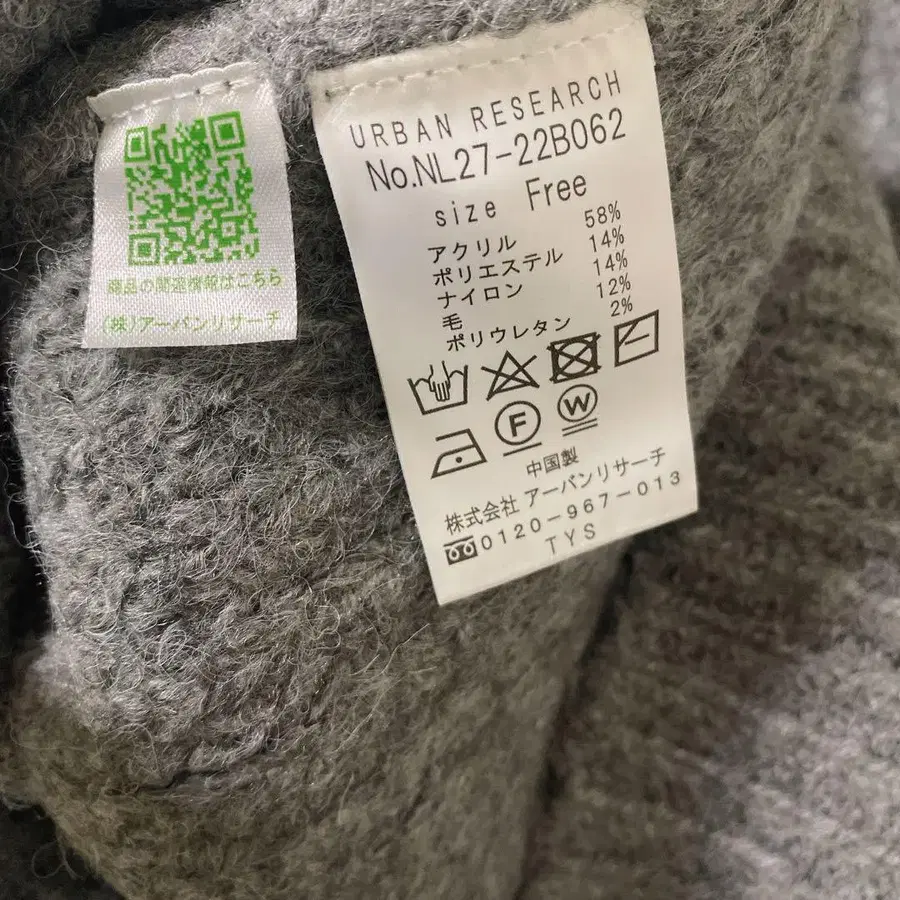 商品の関連情報はこちら
(株)アーバンリサーチ
URBAN RESEARCH
No.NL27-22B062
size Free
アクリル 58%
ポリエステル 14%
ナイロン 14%
毛 12%
ポリウレタン 2%
F W
中国製
株式会社 アーバンリサーチ
0120-967-013
TYS